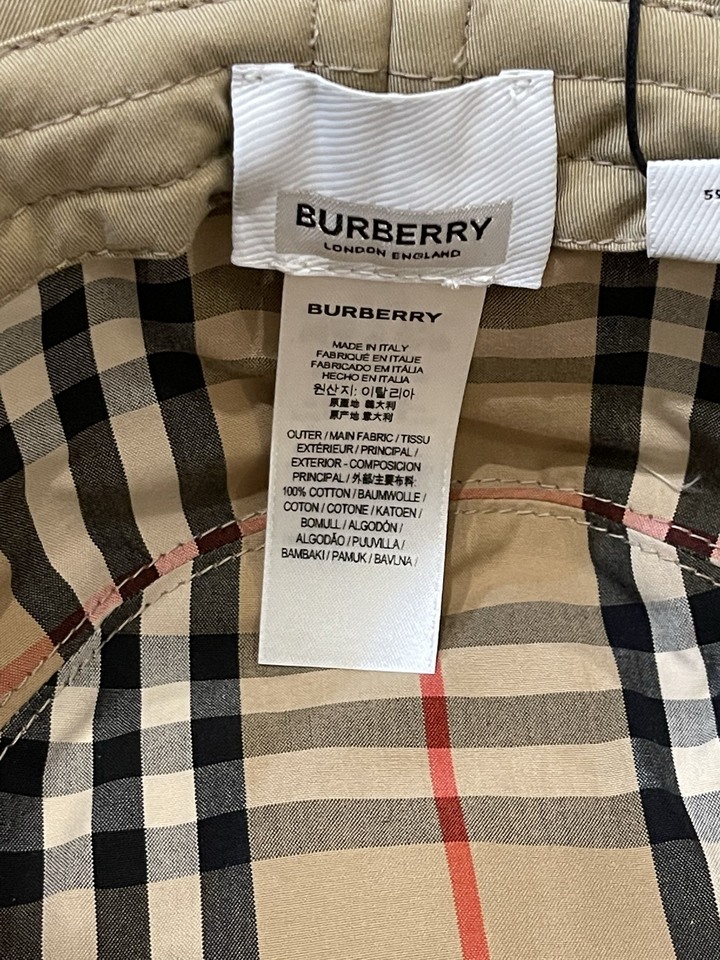 BURBERRY
LONDON ENGLAND
BURBERRY
MADE IN ITALY
FABRIQUÉ EN ITALIE
FABRICADO EM ITÁLIA
HECHO EN ITALIA
원산지: 이탈리아
原產地 義大利
原产地 意大利
OUTER / MAIN FABRIC / TISSU
EXTÉRIEUR / PRINCIPAL /
EXTERIOR - COMPOSICION
PRINCIPAL / 外部/主要布料:
100% COTTON / BAUMWOLLE /
COTON / COTONE / KATOEN /
BOMULL / ALGODÓN /
ALGODÃO / PUUVILLA /
BAMBAKI / PAMUK / BAVLNA /